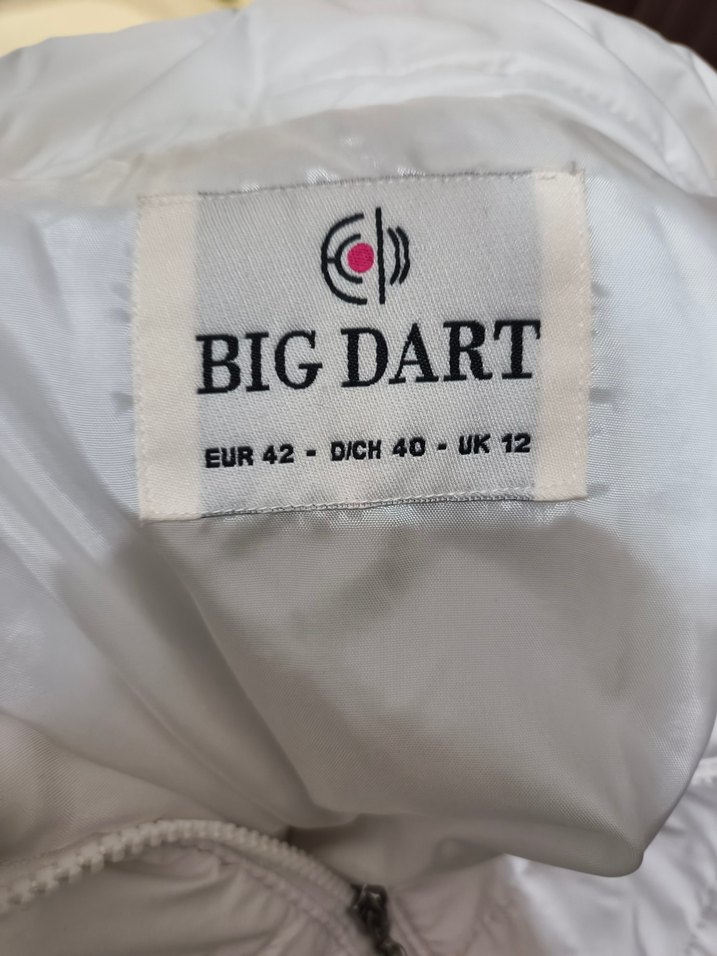 BIG DART
EUR 42 - D/CH 40 - UK 12